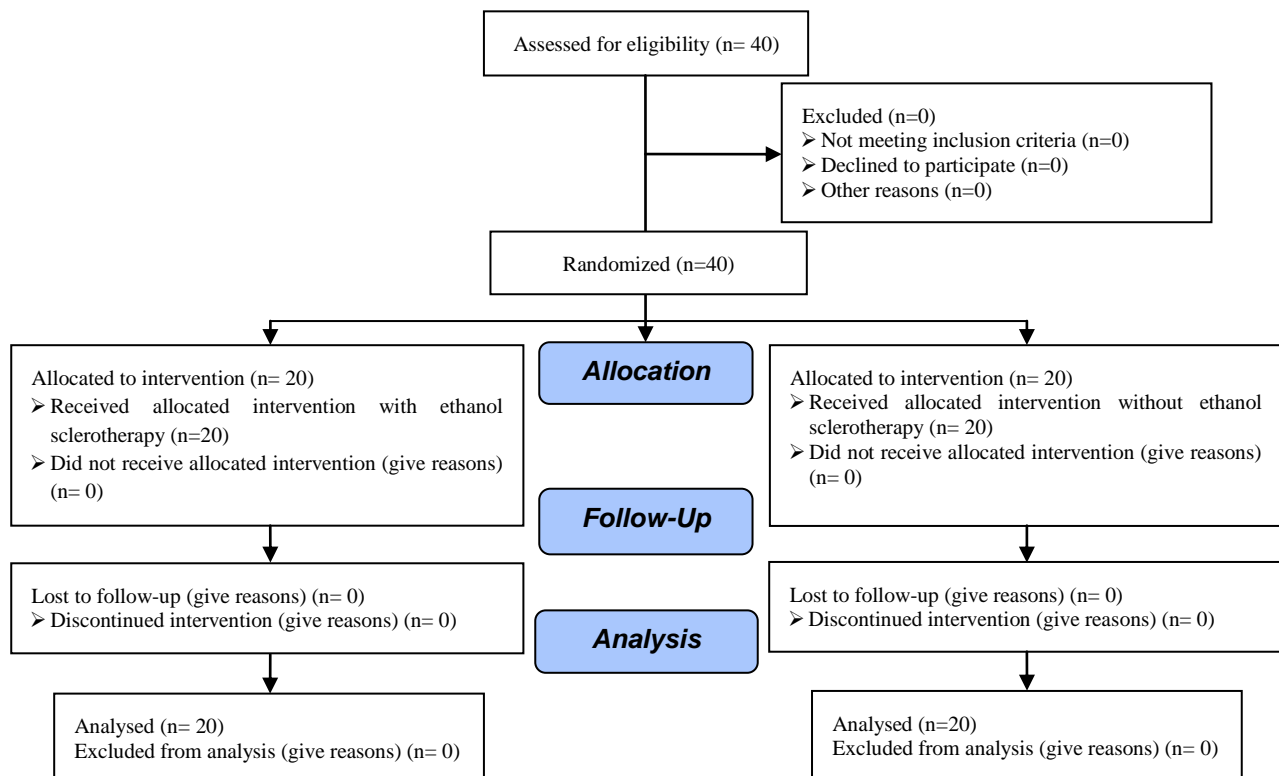 Assessed for eligibility (n= 40)
Excluded (n=0)
➢ Not meeting inclusion criteria (n=0)
➢ Declined to participate (n=0)
➢ Other reasons (n=0)
Randomized (n=40)
Allocation
Allocated to intervention (n= 20)
➢ Received allocated intervention with ethanol
sclerotherapy (n=20)
➢ Did not receive allocated intervention (give reasons)
(n= 0)
Allocated to intervention (n= 20)
➢ Received allocated intervention without ethanol
sclerotherapy (n= 20)
➢ Did not receive allocated intervention (give reasons)
(n= 0)
Follow-Up
Lost to follow-up (give reasons) (n= 0)
➢ Discontinued intervention (give reasons) (n= 0)
Lost to follow-up (give reasons) (n= 0)
➢ Discontinued intervention (give reasons) (n= 0)
Analysis
Analysed (n= 20)
Excluded from analysis (give reasons) (n= 0)
Analysed (n=20)
Excluded from analysis (give reasons) (n= 0)